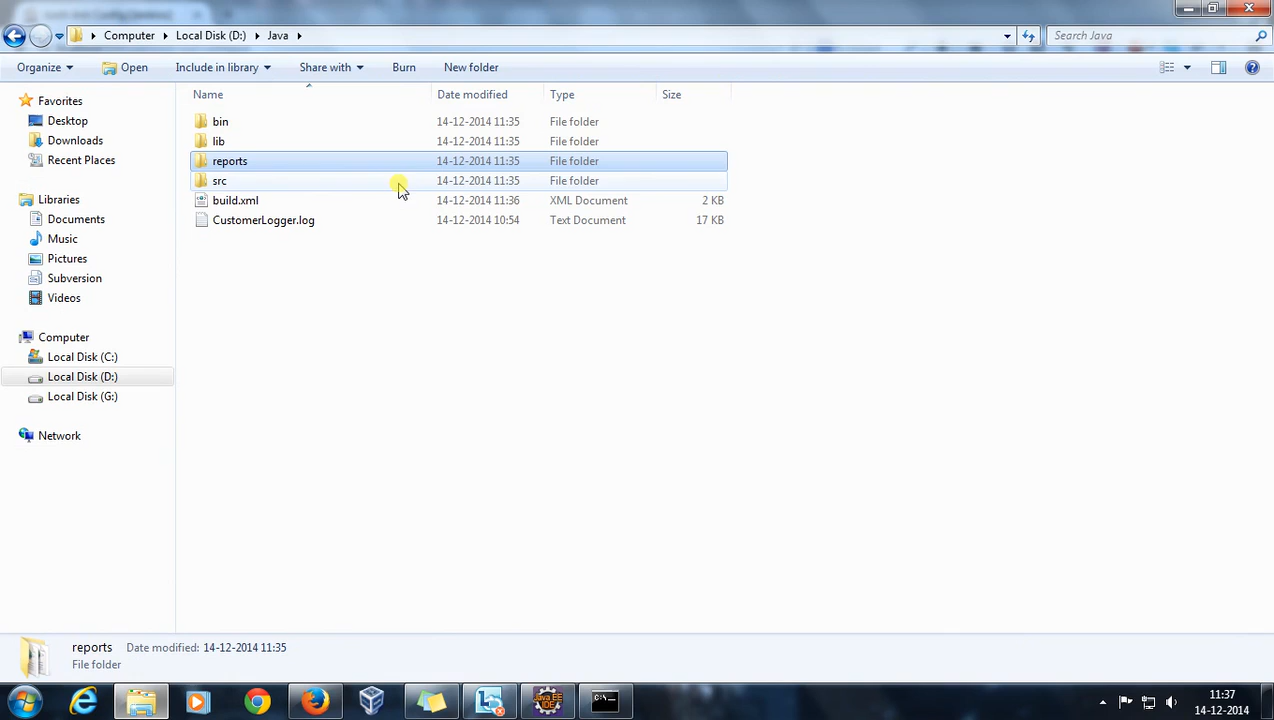 Computer Local Disk (D:) Java
Search Java
Organize Open Include in library Share with Burn New folder
Name Date modified Type Size
Favorites
Desktop
Downloads
Recent Places
Libraries
Documents
Music
Pictures
Subversion
Videos
Computer
Local Disk (C:)
Local Disk (D:)
Local Disk (G:)
Network
bin 14-12-2014 11:35 File folder
lib 14-12-2014 11:35 File folder
reports 14-12-2014 11:35 File folder
src 14-12-2014 11:35 File folder
build.xml 14-12-2014 11:36 XML Document 2 KB
CustomerLogger.log 14-12-2014 10:54 Text Document 17 KB
reports Date modified: 14-12-2014 11:35
File folder
Java EE
IDE
C:\
11:37
14-12-2014